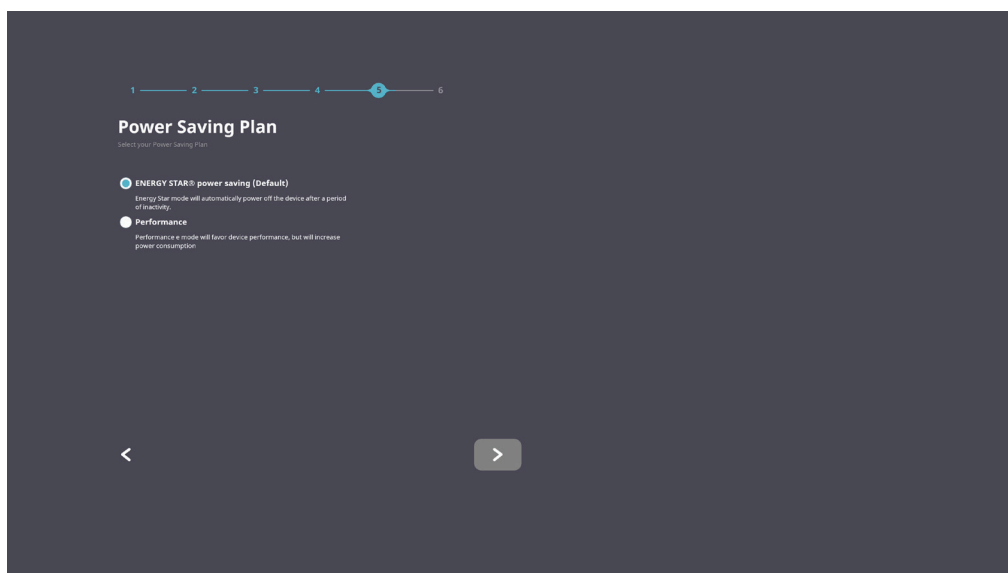 1 2 3 4 5 6
Power Saving Plan
Select your Power Saving Plan
ENERGY STAR® power saving (Default)
Energy Star mode will automatically power off the device after a period
of inactivity.
Performance
Performance e mode will favor device performance, but will increase
power consumption